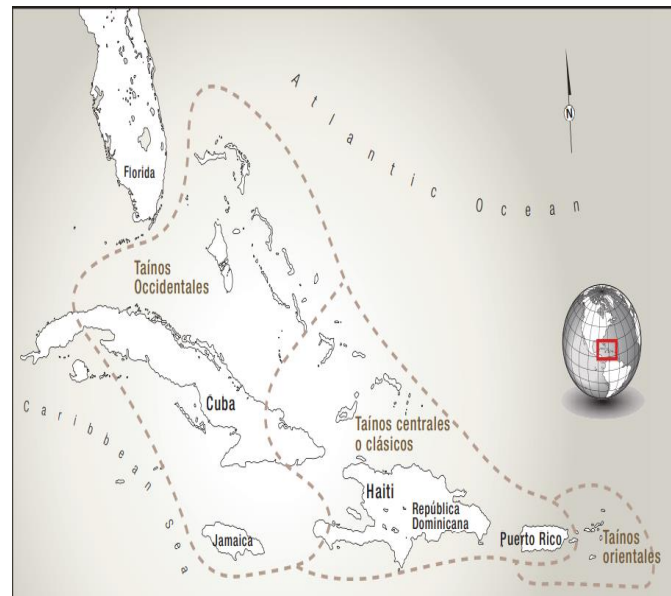 Atlantic Ocean
N
Florida
Taínos
Occidentales
Cuba
Taínos centrales
o clásicos
Haiti
República
Dominicana
Caribbean Sea
Jamaica
Puerto Rico
Taínos
orientales